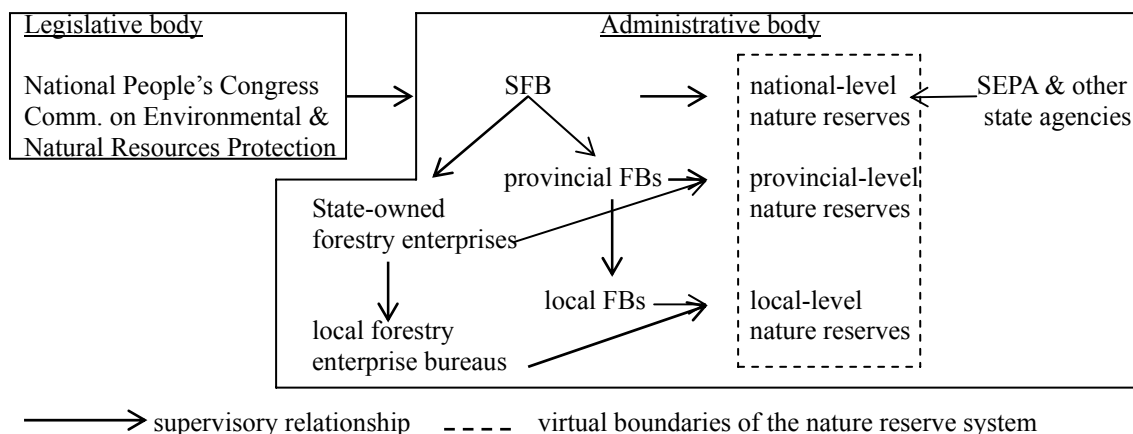 Legislative body
Administrative body
National People’s Congress
Comm. on Environmental &
Natural Resources Protection
SFB
national-level
nature reserves
SEPA & other
state agencies
provincial FBs
provincial-level
nature reserves
State-owned
forestry enterprises
local FBs
local-level
nature reserves
local forestry
enterprise bureaus
supervisory relationship
virtual boundaries of the nature reserve system